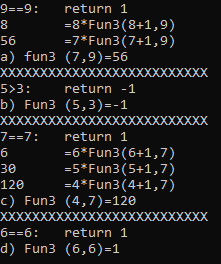 9==9:   return 1
8       =8*Fun3(8+1,9)
56      =7*Fun3(7+1,9)
a) fun3 (7,9)=56
XXXXXXXXXXXXXXXXXXXXXXXXXX
5>3:    return -1
b) Fun3 (5,3)=-1
XXXXXXXXXXXXXXXXXXXXXXXXXX
7==7:   return 1
6       =6*Fun3(6+1,7)
30      =5*Fun3(5+1,7)
120     =4*Fun3(4+1,7)
c) Fun3 (4,7)=120
XXXXXXXXXXXXXXXXXXXXXXXXXX
6==6:   return 1
d) Fun3 (6,6)=1